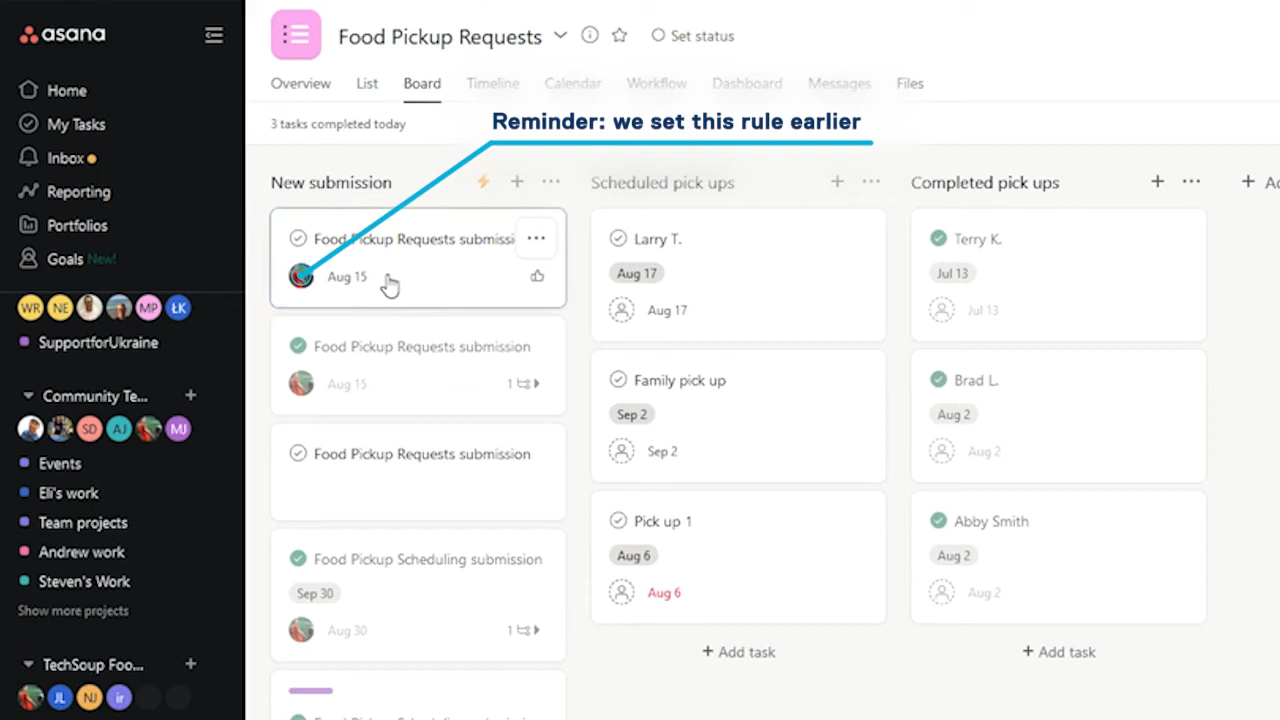 asana
Home
My Tasks
Inbox
Reporting
Portfolios
Goals New!
WR NE MP ŁK
SupportforUkraine
Community Te... +
SD AJ MJ
Events
Eli's work
Team projects
Andrew work
Steven's Work
Show more projects
TechSoup Foo... +
JL NJ ir
Food Pickup Requests
Set status
Overview List Board Timeline Calendar Workflow Dashboard Messages Files
3 tasks completed today
Reminder: we set this rule earlier
New submission + ...
Food Pickup Requests submissi ...
Aug 15
Food Pickup Requests submission
Aug 15 1
Food Pickup Requests submission
Food Pickup Scheduling submission
Sep 30
Aug 30 1
Scheduled pick ups + ...
Larry T.
Aug 17
Aug 17
Family pick up
Sep 2
Sep 2
Pick up 1
Aug 6
Aug 6
+ Add task
Completed pick ups + ...
Terry K.
Jul 13
Jul 13
Brad L.
Aug 2
Aug 2
Abby Smith
Aug 2
Aug 2
+ Add task
+ Ad